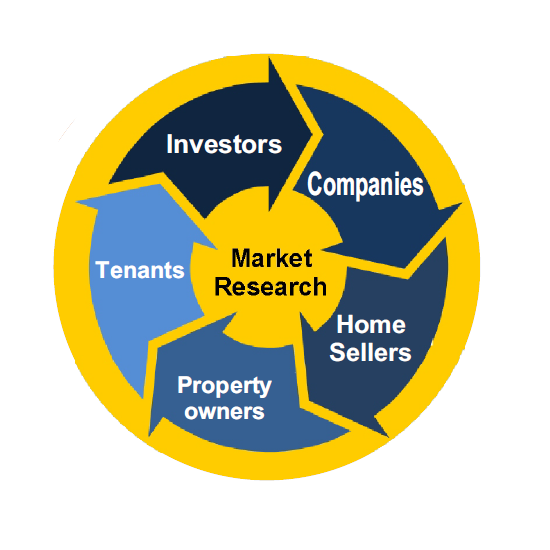 Investors
Companies
Tenants
Market
Research
Home
Sellers
Property
owners